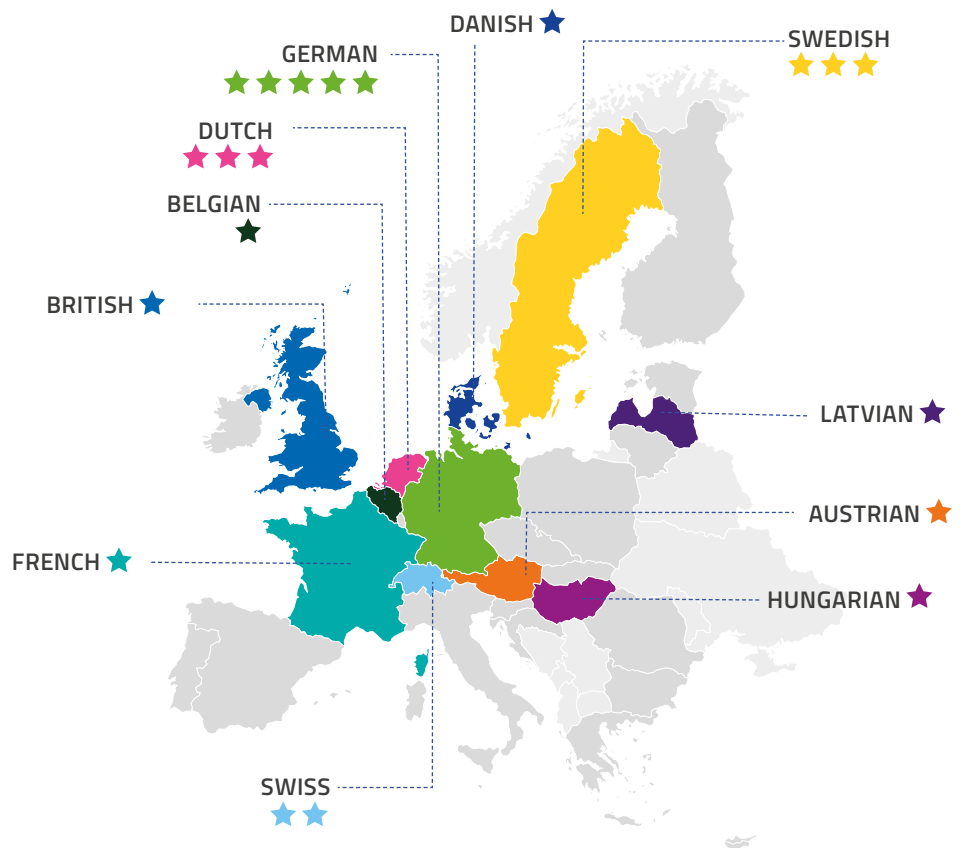 DANISH
SWEDISH
GERMAN
DUTCH
BELGIAN
BRITISH
LATVIAN
AUSTRIAN
FRENCH
HUNGARIAN
SWISS